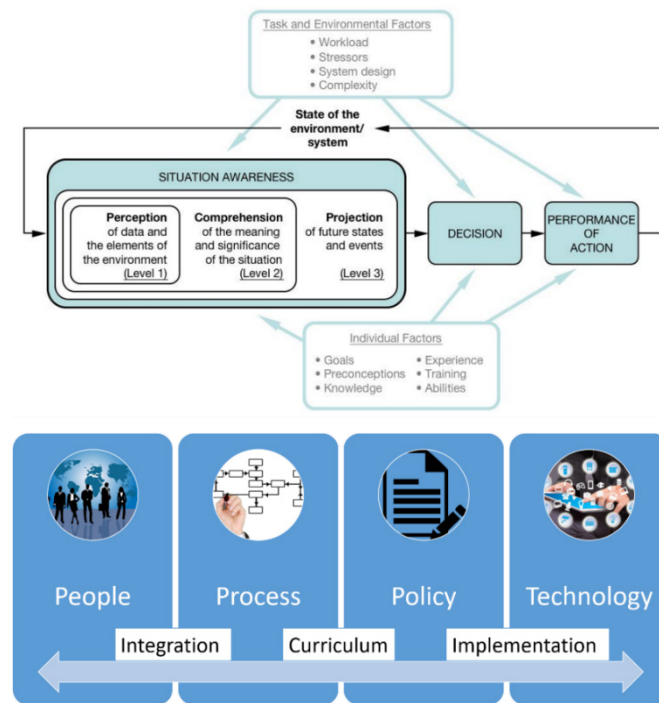 Task and Environmental Factors
• Workload
• Stressors
• System design
• Complexity
State of the
environment/
system
SITUATION AWARENESS
Perception
of data and
the elements of
the environment
(Level 1)
Comprehension
of the meaning
and significance
of the situation
(Level 2)
Projection
of future states
and events
(Level 3)
DECISION
PERFORMANCE
OF
ACTION
Individual Factors
• Goals
• Preconceptions
• Knowledge
• Experience
• Training
• Abilities
People
Process
Policy
Technology
Integration
Curriculum
Implementation